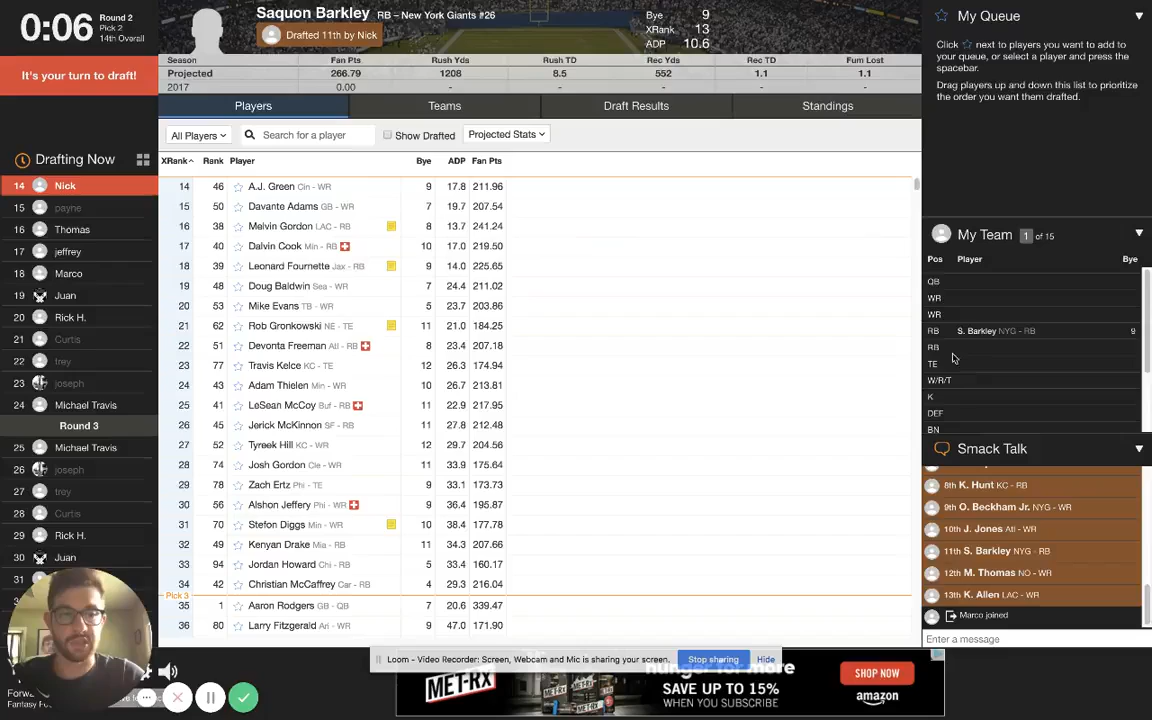 0:06
Round 2
Pick 2
14th Overall
It's your turn to draft!
Drafting Now
14 Nick
15 payne
16 Thomas
17 jeffrey
18 Marco
19 Juan
20 Rick H.
21 Curtis
22 trey
23 joseph
24 Michael Travis
Round 3
25 Michael Travis
26 joseph
27 trey
28 Curtis
29 Rick H.
30 Juan
31
Saquon Barkley RB – New York Giants #26
Drafted 11th by Nick
Bye 9
XRank 13
ADP 10.6
Season Fan Pts Rush Yds Rush TD Rec Yds Rec TD Fum Lost
Projected 266.79 1208 8.5 552 1.1 1.1
2017 0.00 - - - - -
Players Teams Draft Results Standings
All Players Search for a player Show Drafted Projected Stats
XRank Rank Player Bye ADP Fan Pts
14 46 A.J. Green Cin - WR 9 17.8 211.96
15 50 Davante Adams GB - WR 7 19.7 207.54
16 38 Melvin Gordon LAC - RB 8 13.7 241.24
17 40 Dalvin Cook Min - RB 10 17.0 219.50
18 39 Leonard Fournette Jax - RB 9 14.0 225.65
19 48 Doug Baldwin Sea - WR 7 24.4 211.02
20 53 Mike Evans TB - WR 5 23.7 203.86
21 62 Rob Gronkowski NE - TE 11 21.0 184.25
22 51 Devonta Freeman Atl - RB 8 23.4 207.18
23 77 Travis Kelce KC - TE 12 26.3 174.94
24 43 Adam Thielen Min - WR 10 26.7 213.81
25 41 LeSean McCoy Buf - RB 11 22.9 217.95
26 45 Jerick McKinnon SF - RB 11 27.8 212.48
27 52 Tyreek Hill KC - WR 12 29.7 204.56
28 74 Josh Gordon Cle - WR 11 33.9 175.64
29 78 Zach Ertz Phi - TE 9 33.1 173.73
30 56 Alshon Jeffery Phi - WR 9 36.4 195.87
31 70 Stefon Diggs Min - WR 10 38.4 177.78
32 49 Kenyan Drake Mia - RB 11 34.3 207.66
33 94 Jordan Howard Chi - RB 5 33.4 160.17
34 42 Christian McCaffrey Car - RB 4 29.3 216.04
Pick 3
35 1 Aaron Rodgers GB - QB 7 20.6 339.47
36 80 Larry Fitzgerald Ari - WR 9 47.0 171.90
My Queue
Click next to players you want to add to
your queue, or select a player and press the
spacebar.
Drag players up and down this list to prioritize
the order you want them drafted.
My Team 1 of 15
Pos Player Bye
QB
WR
WR
RB S. Barkley NYG - RB 9
RB
TE
W/R/T
K
DEF
BN
Smack Talk
8th K. Hunt KC - RB
9th O. Beckham Jr. NYG - WR
10th J. Jones Atl - WR
11th S. Barkley NYG - RB
12th M. Thomas NO - WR
13th K. Allen LAC - WR
Marco joined
Enter a message
Loom - Video Recorder: Screen, Webcam and Mic is sharing your screen. Stop sharing Hide
MET-RX
hunger for more
SAVE UP TO 15%
WHEN YOU SUBSCRIBE
SHOP NOW
amazon